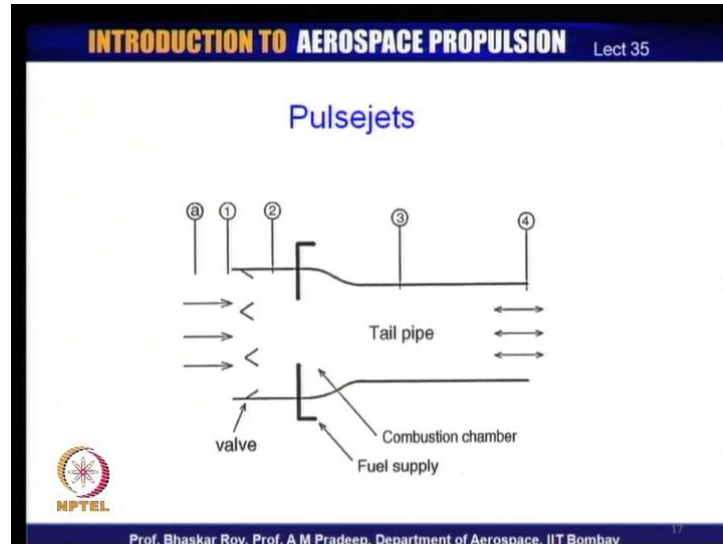 INTRODUCTION TO AEROSPACE PROPULSION Lect 35
Pulsejets
a 1 2 3 4
Tail pipe
valve
Combustion chamber
Fuel supply
NPTEL
17
Prof. Bhaskar Roy, Prof. A M Pradeep, Department of Aerospace, IIT Bombay